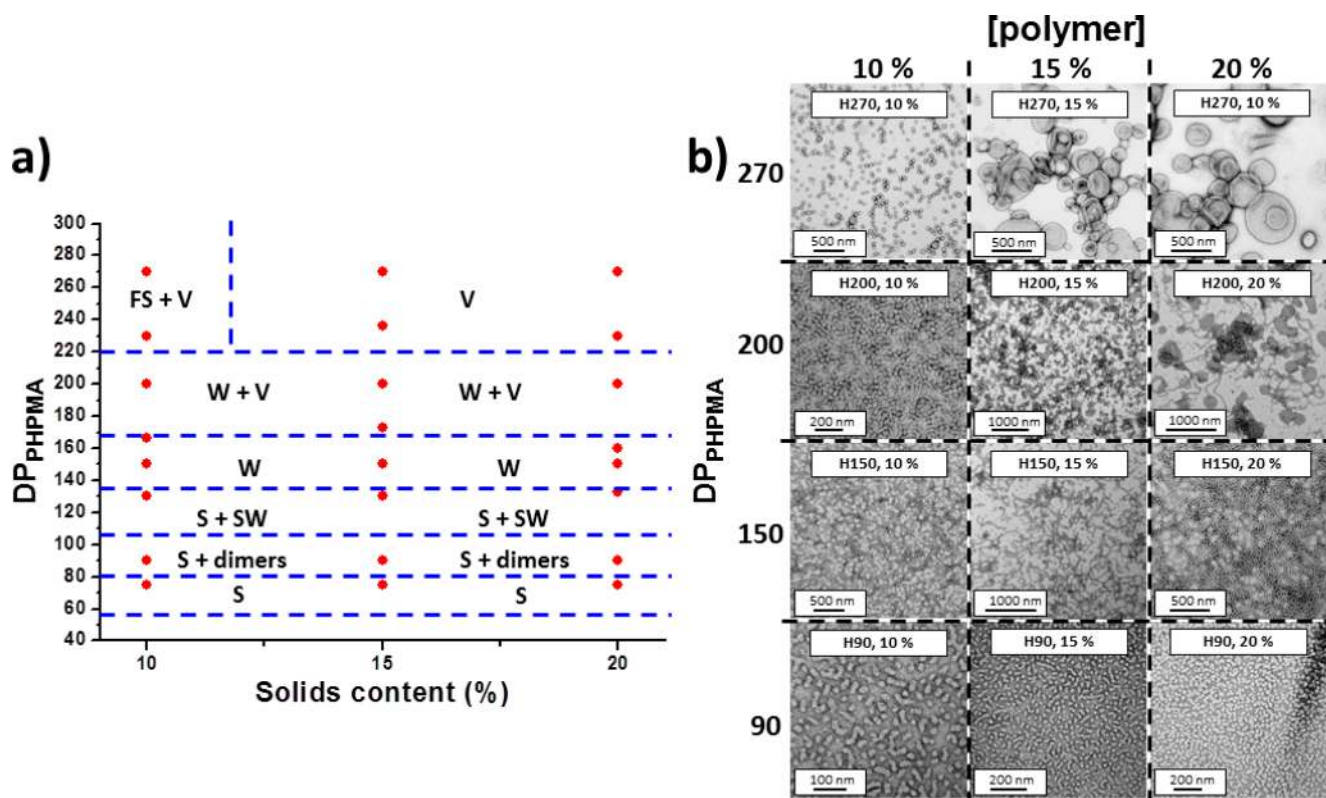 a)
DP_PHPMA
300
280
260
240
220
200
180
160
140
120
100
80
60
40
FS + V
V
W + V
W + V
W
W
S + SW
S + SW
S + dimers
S + dimers
S
S
10
15
20
Solids content (%)
b)
[polymer]
10 %
15 %
20 %
DP_PHPMA
270
H270, 10 %
H270, 15 %
H270, 10 %
500 nm
500 nm
500 nm
200
H200, 10 %
H200, 15 %
H200, 20 %
200 nm
1000 nm
1000 nm
150
H150, 10 %
H150, 15 %
H150, 20 %
500 nm
1000 nm
500 nm
90
H90, 10 %
H90, 15 %
H90, 20 %
100 nm
200 nm
200 nm